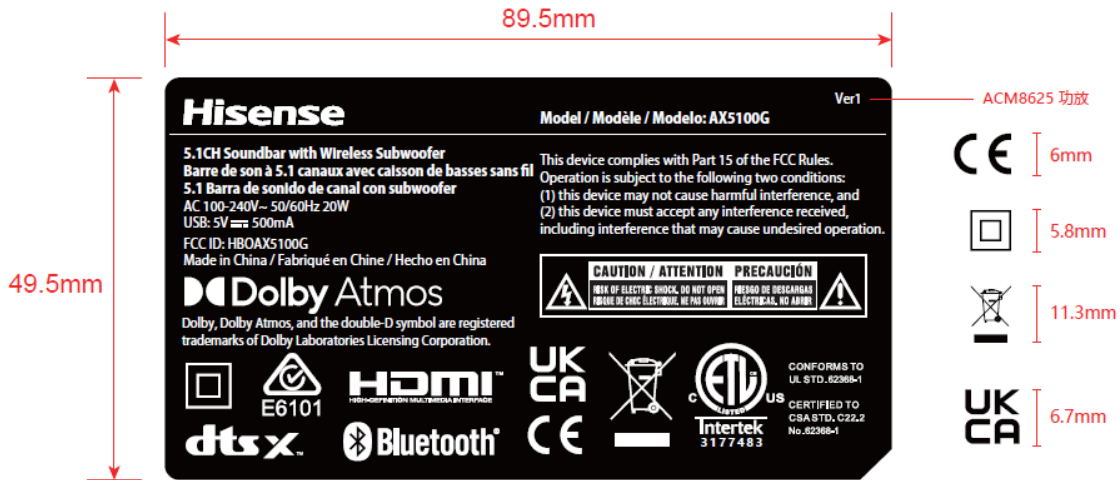 89.5mm
49.5mm
Hisense
Ver1
ACM8625 功放
Model / Modèle / Modelo: AX5100G
5.1CH Soundbar with Wireless Subwoofer
Barre de son à 5.1 canaux avec caisson de basses sans fil
5.1 Barra de sonido de canal con subwoofer
AC 100-240V~ 50/60Hz 20W
USB: 5V 500mA
FCC ID: HBOAX5100G
Made in China / Fabriqué en Chine / Hecho en China
This device complies with Part 15 of the FCC Rules.
Operation is subject to the following two conditions:
(1) this device may not cause harmful interference, and
(2) this device must accept any interference received,
including interference that may cause undesired operation.
CAUTION / ATTENTION PRECAUCIÓN
RISK OF ELECTRIC SHOCK. DO NOT OPEN
RISQUE DE CHOC ÉLECTRIQUE. NE PAS OUVRIR
RIESGO DE DESCARGAS
ELÉCTRICAS. NO ABRIR
Dolby Atmos
Dolby, Dolby Atmos, and the double-D symbol are registered
trademarks of Dolby Laboratories Licensing Corporation.
E6101
HDMI™
HIGH-DEFINITION MULTIMEDIA INTERFACE
dts X™
Bluetooth®
UK
CA
CE
ETL
LISTED
C US
Intertek
3177483
CONFORMS TO
UL STD.62368-1
CERTIFIED TO
CSA STD. C22.2
No.62368-1
CE
6mm
5.8mm
11.3mm
UK
CA
6.7mm